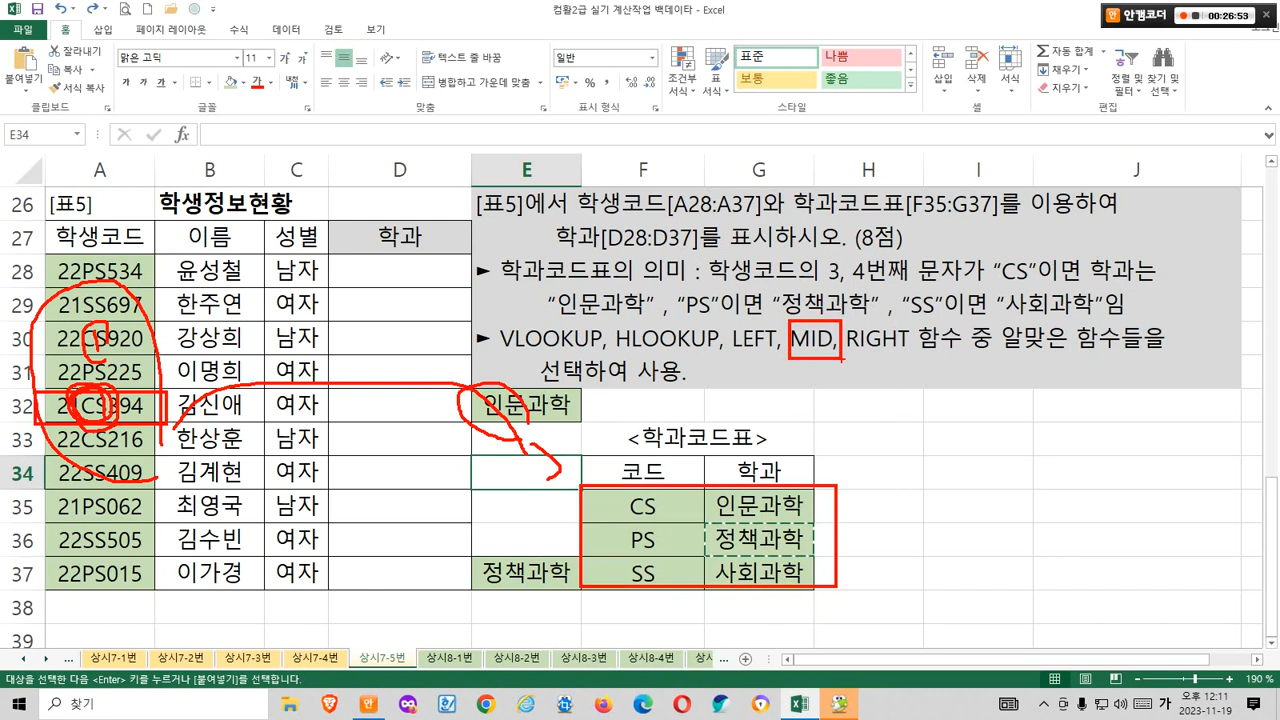 컴활2급 실기 계산작업 백데이타 - Excel
안캠코더 00:26:53
파일 홈 삽입 페이지 레이아웃 수식 데이터 검토 보기
잘라내기
복사
서식 복사
붙여넣기
클립보드
맑은 고딕 11
가 가 가
글꼴
텍스트 줄 바꿈
병합하고 가운데 맞춤
맞춤
일반
표시 형식
조건부 서식
표 서식
표준 나쁨
보통 좋음
스타일
삽입 삭제 서식
셀
자동 합계
채우기
지우기
정렬 및 필터
찾기 및 선택
편집
E34 fx
A B C D E F G H I J
26 [표5] 학생정보현황 [표5]에서 학생코드[A28:A37]와 학과코드표[F35:G37]를 이용하여
27 학생코드 이름 성별 학과 학과[D28:D37]를 표시하시오. (8점)
28 22PS534 윤성철 남자 ► 학과코드표의 의미 : 학생코드의 3, 4번째 문자가 “CS”이면 학과는
29 21SS697 한주연 여자 “인문과학” , “PS”이면 “정책과학” , “SS”이면 “사회과학”임
30 22CS920 강상희 남자 ► VLOOKUP, HLOOKUP, LEFT, MID, RIGHT 함수 중 알맞은 함수들을
31 22PS225 이명희 여자 선택하여 사용.
32 21CS394 김신애 여자 인문과학
33 22CS216 한상훈 남자 <학과코드표>
34 22SS409 김계현 여자 코드 학과
35 21PS062 최영국 남자 CS 인문과학
36 22SS505 김수빈 여자 PS 정책과학
37 22PS015 이가경 여자 정책과학 SS 사회과학
38
39
... 상시7-1번 상시7-2번 상시7-3번 상시7-4번 상시7-5번 상시8-1번 상시8-2번 상시8-3번 상시8-4번 ...
대상을 선택한 다음 <Enter> 키를 누르거나 [붙여넣기]를 선택합니다. 190 %
찾기 가 오후 12:11
2023-11-19